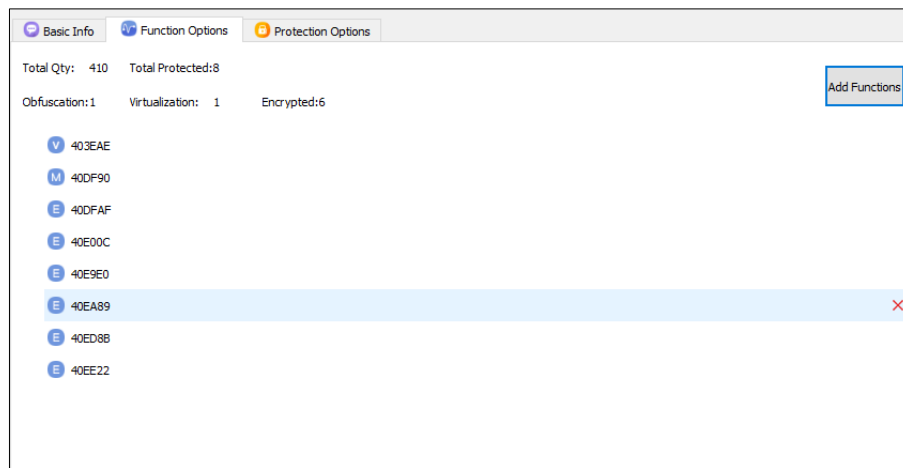 Basic Info Function Options Protection Options
Total Qty: 410 Total Protected:8
Add Functions
Obfuscation:1 Virtualization: 1 Encrypted:6
V 403EAE
M 40DF90
E 40DFAF
E 40E00C
E 40E9E0
E 40EA89
E 40ED8B
E 40EE22